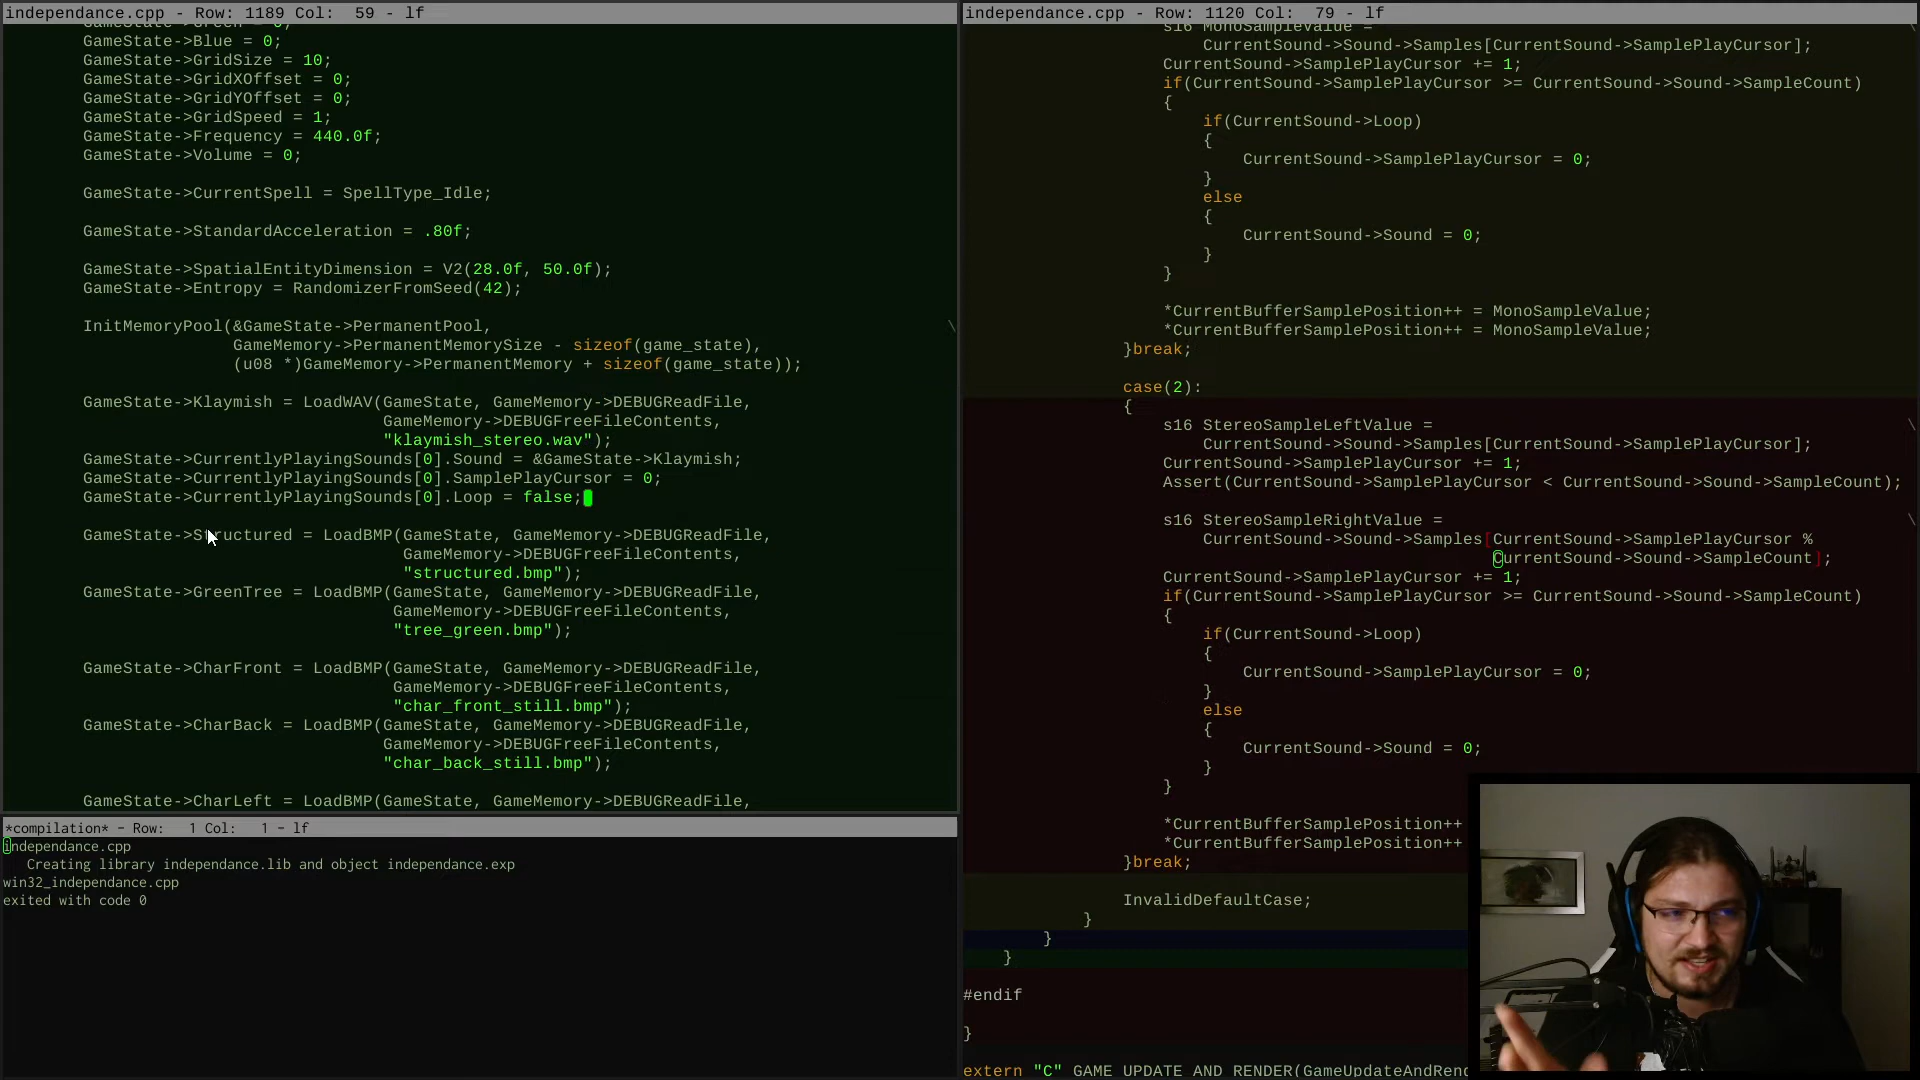 independance.cpp - Row: 1189 Col:  59 - lf
GameState->Blue = 0;
GameState->GridSize = 10;
GameState->GridXOffset = 0;
GameState->GridYOffset = 0;
GameState->GridSpeed = 1;
GameState->Frequency = 440.0f;
GameState->Volume = 0;
GameState->CurrentSpell = SpellType_Idle;
GameState->StandardAcceleration = .80f;
GameState->SpatialEntityDimension = V2(28.0f, 50.0f);
GameState->Entropy = RandomizerFromSeed(42);
InitMemoryPool(&GameState->PermanentPool, \
GameMemory->PermanentMemorySize - sizeof(game_state),
(u08 *)GameMemory->PermanentMemory + sizeof(game_state));
GameState->Klaymish = LoadWAV(GameState, GameMemory->DEBUGReadFile,
GameMemory->DEBUGFreeFileContents,
"klaymish_stereo.wav");
GameState->CurrentlyPlayingSounds[0].Sound = &GameState->Klaymish;
GameState->CurrentlyPlayingSounds[0].SamplePlayCursor = 0;
GameState->CurrentlyPlayingSounds[0].Loop = false;
GameState->Structured = LoadBMP(GameState, GameMemory->DEBUGReadFile,
GameMemory->DEBUGFreeFileContents,
"structured.bmp");
GameState->GreenTree = LoadBMP(GameState, GameMemory->DEBUGReadFile,
GameMemory->DEBUGFreeFileContents,
"tree_green.bmp");
GameState->CharFront = LoadBMP(GameState, GameMemory->DEBUGReadFile,
GameMemory->DEBUGFreeFileContents,
"char_front_still.bmp");
GameState->CharBack = LoadBMP(GameState, GameMemory->DEBUGReadFile,
GameMemory->DEBUGFreeFileContents,
"char_back_still.bmp");
GameState->CharLeft = LoadBMP(GameState, GameMemory->DEBUGReadFile,
*compilation* - Row:   1 Col:   1 - lf
independance.cpp
Creating library independance.lib and object independance.exp
win32_independance.cpp
exited with code 0
independance.cpp - Row: 1120 Col:  79 - lf
s16 MonoSampleValue = \
CurrentSound->Sound->Samples[CurrentSound->SamplePlayCursor];
CurrentSound->SamplePlayCursor += 1;
if(CurrentSound->SamplePlayCursor >= CurrentSound->Sound->SampleCount)
{
if(CurrentSound->Loop)
{
CurrentSound->SamplePlayCursor = 0;
}
else
{
CurrentSound->Sound = 0;
}
}
*CurrentBufferSamplePosition++ = MonoSampleValue;
*CurrentBufferSamplePosition++ = MonoSampleValue;
}break;
case(2):
{
s16 StereoSampleLeftValue = \
CurrentSound->Sound->Samples[CurrentSound->SamplePlayCursor];
CurrentSound->SamplePlayCursor += 1;
Assert(CurrentSound->SamplePlayCursor < CurrentSound->Sound->SampleCount);
s16 StereoSampleRightValue = \
CurrentSound->Sound->Samples[CurrentSound->SamplePlayCursor %
CurrentSound->Sound->SampleCount];
CurrentSound->SamplePlayCursor += 1;
if(CurrentSound->SamplePlayCursor >= CurrentSound->Sound->SampleCount)
{
if(CurrentSound->Loop)
{
CurrentSound->SamplePlayCursor = 0;
}
else
{
CurrentSound->Sound = 0;
}
}
*CurrentBufferSamplePosition++
*CurrentBufferSamplePosition++
}break;
InvalidDefaultCase;
}
}
}
#endif
}
extern "C" GAME_UPDATE_AND_RENDER(GameUpdateAndRend